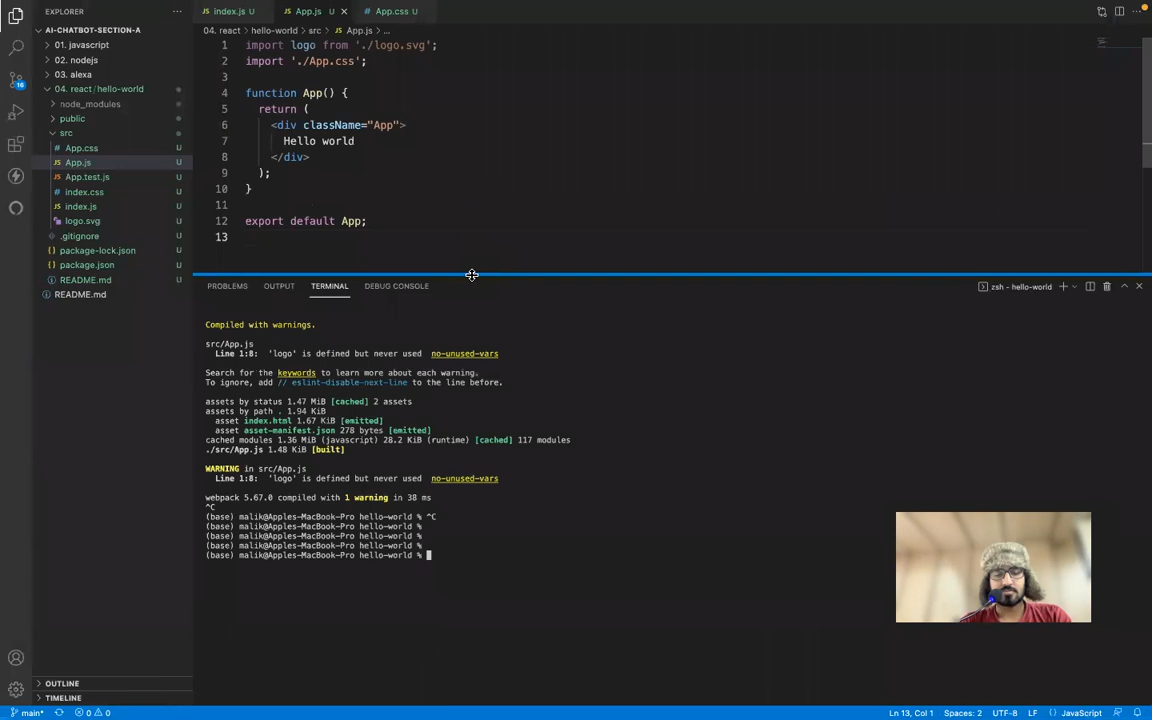 EXPLORER
index.js U
App.js U
App.css U
AI-CHATBOT-SECTION-A
04. react > hello-world > src > JS App.js > ...
01. javascript
02. nodejs
03. alexa
04. react/hello-world
node_modules
public
src
# App.css U
JS App.js U
JS App.test.js U
# index.css U
JS index.js U
logo.svg U
.gitignore U
{} package-lock.json U
{} package.json U
README.md U
README.md
16
1 import logo from './logo.svg';
2 import './App.css';
3
4 function App() {
5 return (
6 <div className="App">
7 Hello world
8 </div>
9 );
10 }
11
12 export default App;
13
PROBLEMS OUTPUT TERMINAL DEBUG CONSOLE
zsh - hello-world
Compiled with warnings.
src/App.js
Line 1:8: 'logo' is defined but never used no-unused-vars
Search for the keywords to learn more about each warning.
To ignore, add // eslint-disable-next-line to the line before.
assets by status 1.47 MiB [cached] 2 assets
assets by path . 1.94 KiB
asset index.html 1.67 KiB [emitted]
asset asset-manifest.json 278 bytes [emitted]
cached modules 1.36 MiB (javascript) 28.2 KiB (runtime) [cached] 117 modules
./src/App.js 1.48 KiB [built]
WARNING in src/App.js
Line 1:8: 'logo' is defined but never used no-unused-vars
webpack 5.67.0 compiled with 1 warning in 38 ms
^C
(base) malik@Apples-MacBook-Pro hello-world % ^C
(base) malik@Apples-MacBook-Pro hello-world %
(base) malik@Apples-MacBook-Pro hello-world %
(base) malik@Apples-MacBook-Pro hello-world %
(base) malik@Apples-MacBook-Pro hello-world %
OUTLINE
TIMELINE
main* 0 0
Ln 13, Col 1 Spaces: 2 UTF-8 LF {} JavaScript